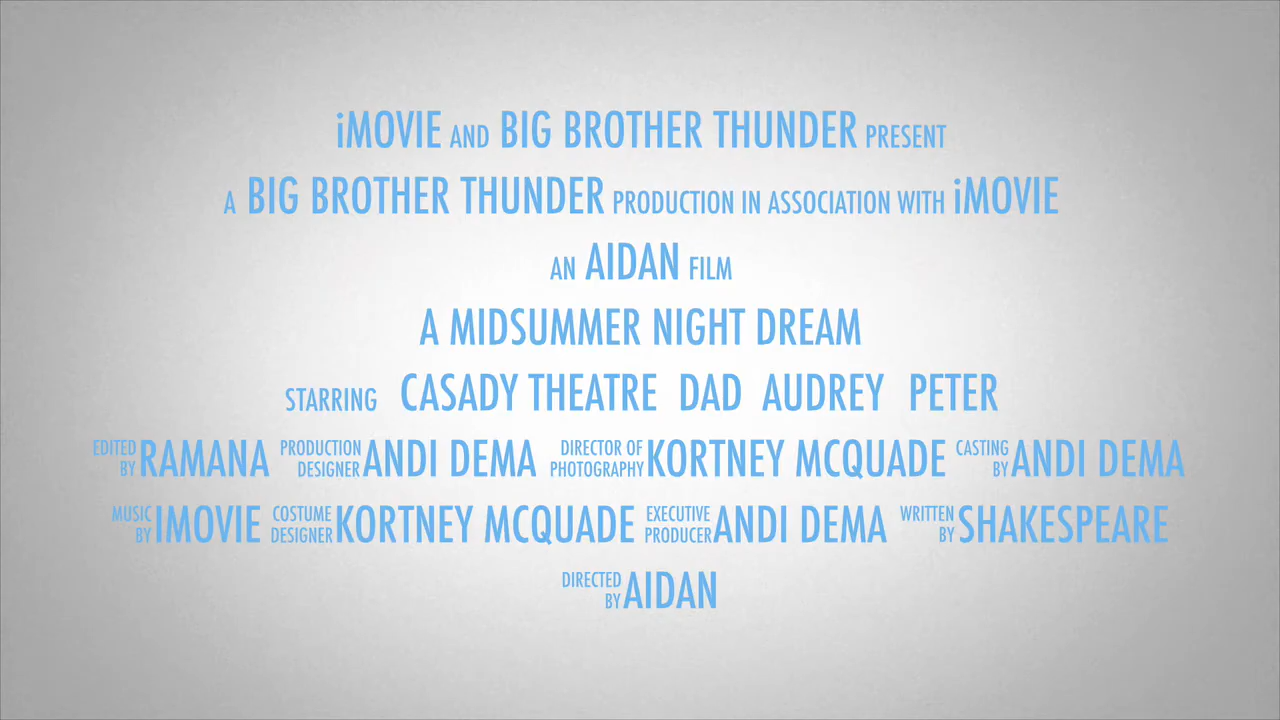 iMOVIE AND BIG BROTHER THUNDER PRESENT
A BIG BROTHER THUNDER PRODUCTION IN ASSOCIATION WITH iMOVIE
AN AIDAN FILM
A MIDSUMMER NIGHT DREAM
STARRING CASADY THEATRE DAD AUDREY PETER
EDITED BY RAMANA PRODUCTION DESIGNER ANDI DEMA DIRECTOR OF PHOTOGRAPHY KORTNEY MCQUADE CASTING BY ANDI DEMA
MUSIC BY IMOVIE COSTUME DESIGNER KORTNEY MCQUADE EXECUTIVE PRODUCER ANDI DEMA WRITTEN BY SHAKESPEARE
DIRECTED BY AIDAN